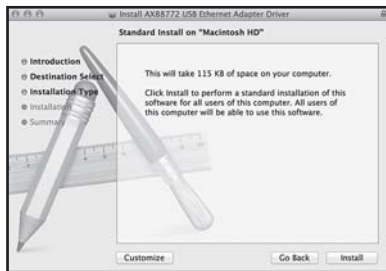 Install AX88772 USB Ethernet Adapter Driver
Standard Install on "Macintosh HD"
Introduction
Destination Select
Installation Type
Installation
Summary
This will take 115 KB of space on your computer.
Click Install to perform a standard installation of this
software for all users of this computer. All users of
this computer will be able to use this software.
Customize
Go Back
Install